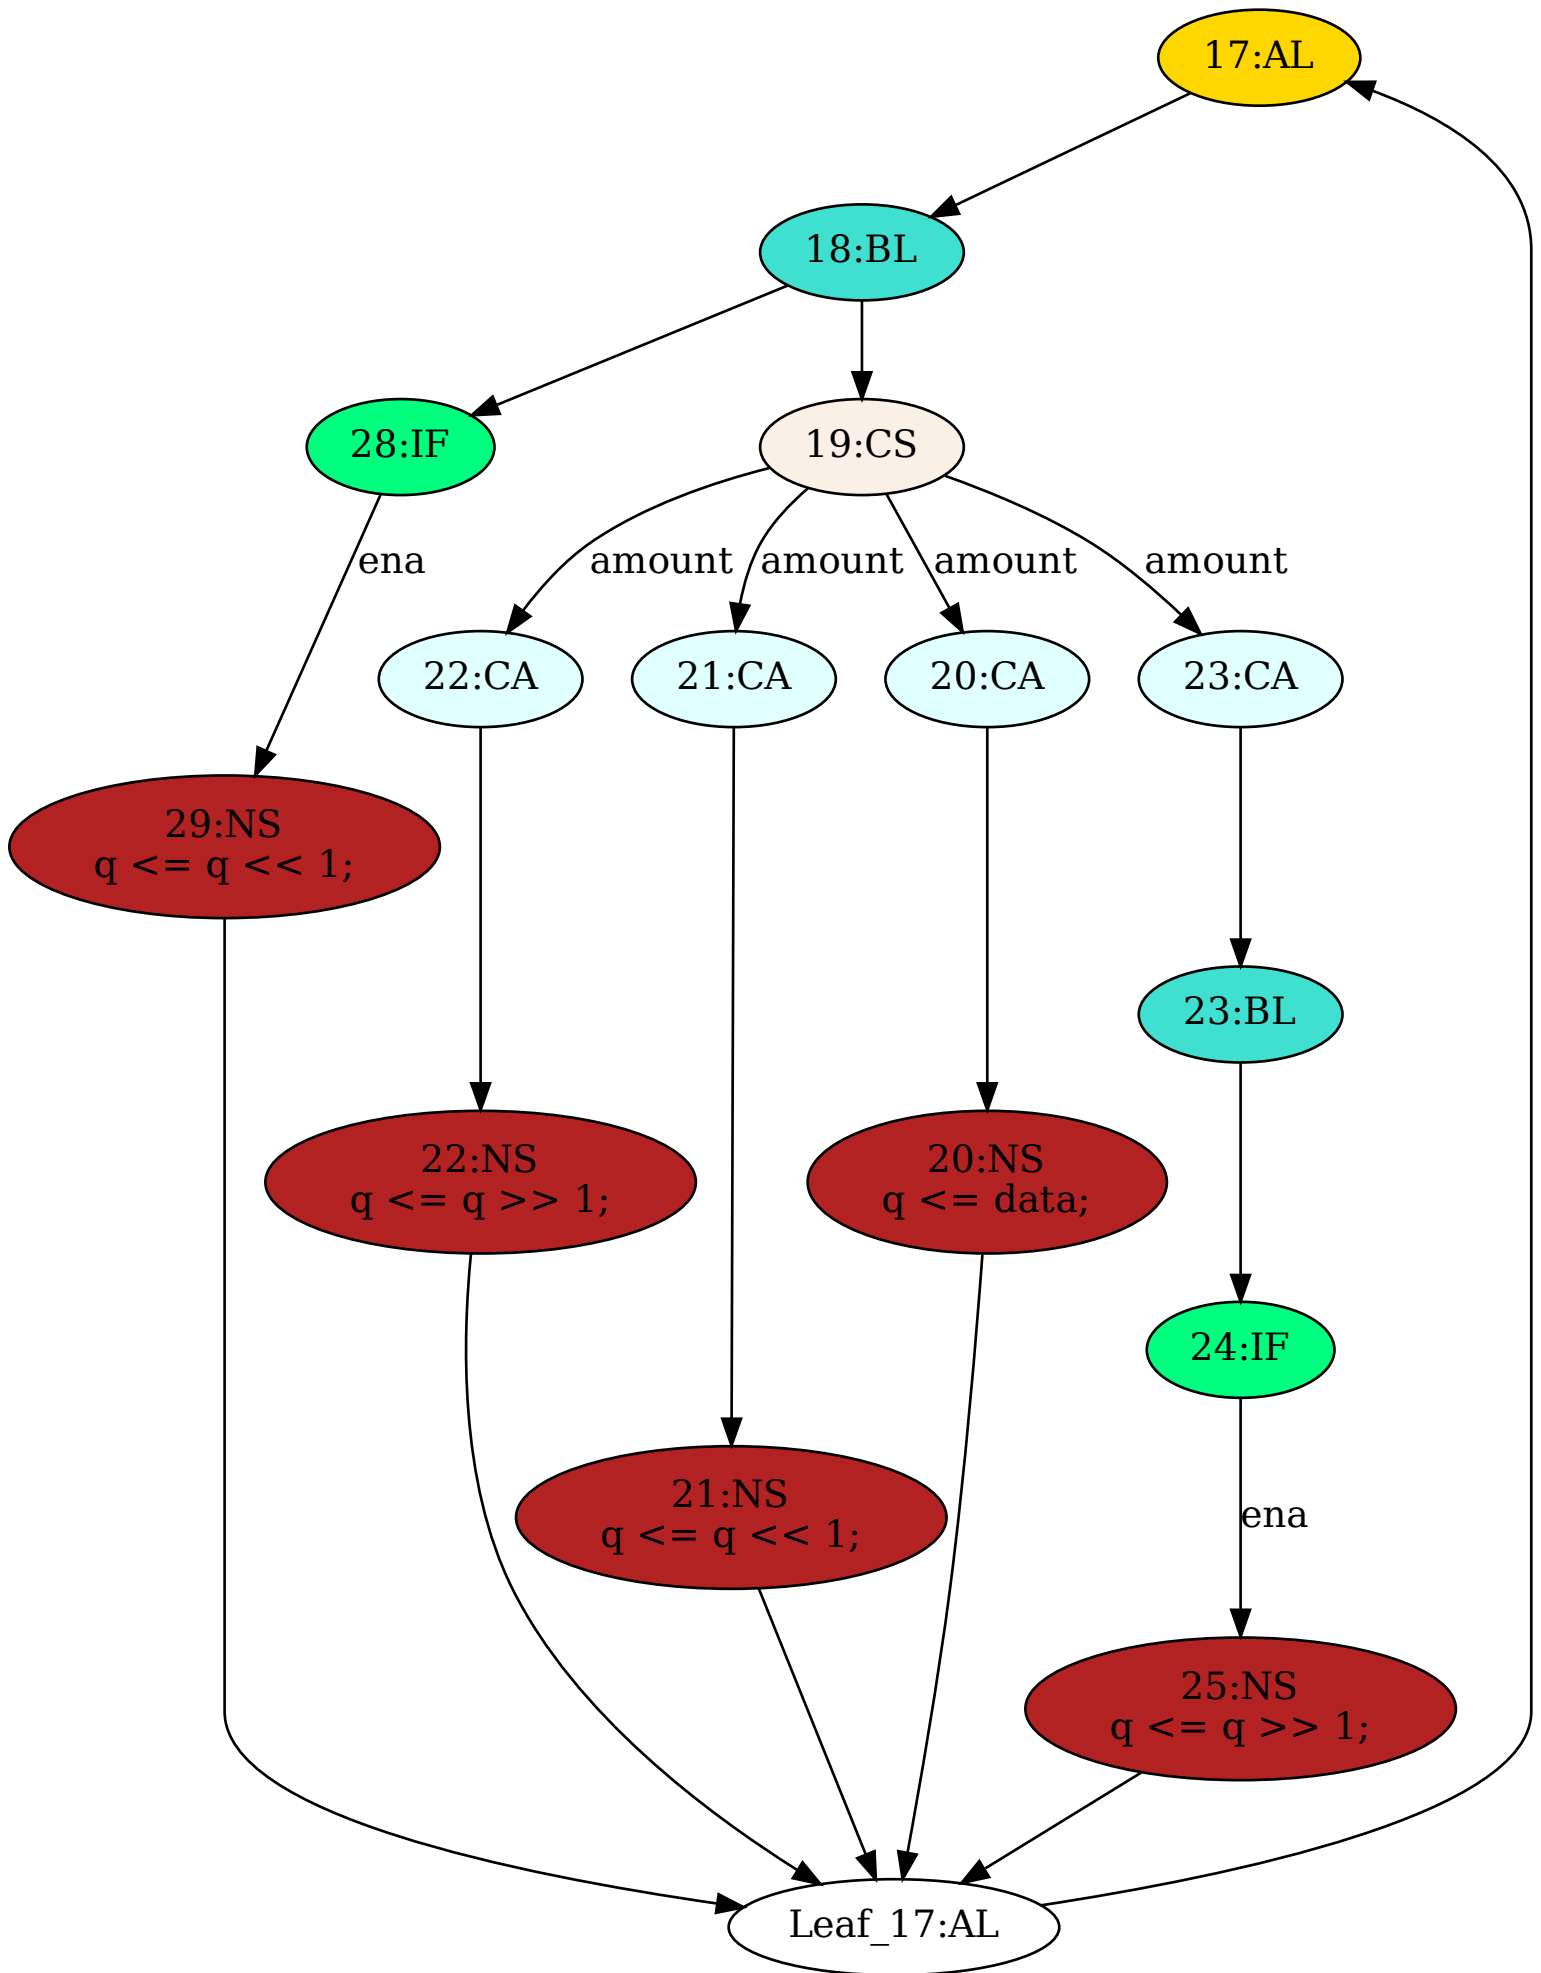 17:AL
18:BL
28:IF
19:CS
ena
amount
amount
amount
amount
22:CA
21:CA
20:CA
23:CA
29:NS
q <= q << 1;
23:BL
22:NS
q <= q >> 1;
20:NS
q <= data;
24:IF
21:NS
q <= q << 1;
ena
25:NS
q <= q >> 1;
Leaf_17:AL